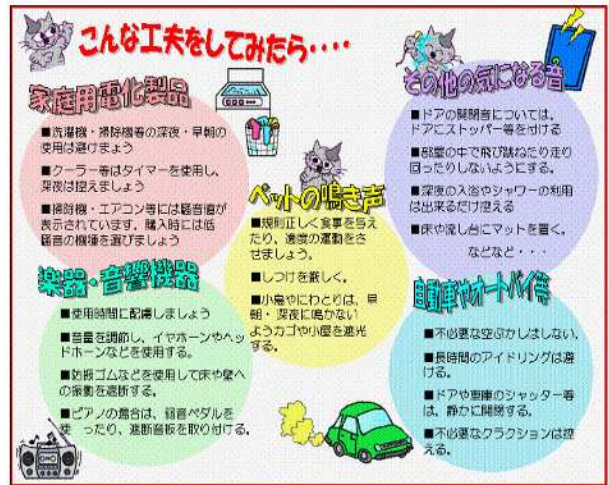 こんな工夫をしてみたら・・・・
家庭用電化製品
■洗濯機・掃除機等の深夜・早朝の
使用は避けましょう
■クーラー等はタイマーを使用し、
深夜は控えましょう
■掃除機・エアコン等には騒音値が
表示されています。購入時には低
騒音の機種を選びましょう
楽器・音響機器
■使用時間に配慮しましょう
■音量を調節し、イヤホーンやヘッ
ドホーンなどを使用する。
■防振ゴムなどを使用して床や壁へ
の振動を遮断する。
■ピアノの場合は、弱音ペダルを
使 ったり、遮断音板を取り付ける。
ペットの鳴き声
■規則正しく食事を与え
たり、適度の運動をさ
せましょう。
■しつけを厳しく。
■小鳥やにわとりは、早
朝・深夜に鳴かない
ようカゴや小屋を遮光
する。
その他の気になる音
■ドアの開閉音については、
ドアにストッパー等を付ける
■部屋の中で飛び跳ねたり走り
回ったりしないようにする。
■深夜の入浴やシャワーの利用
は出来るだけ控える
■床や流し台にマットを置く。
などなど・・・
自動車やオートバイ等
■不必要な空ぶかしはしない。
■長時間のアイドリングは避
ける。
■ドアや車庫のシャッター等
は、静かに開閉する。
■不必要なクラクションは控
える。